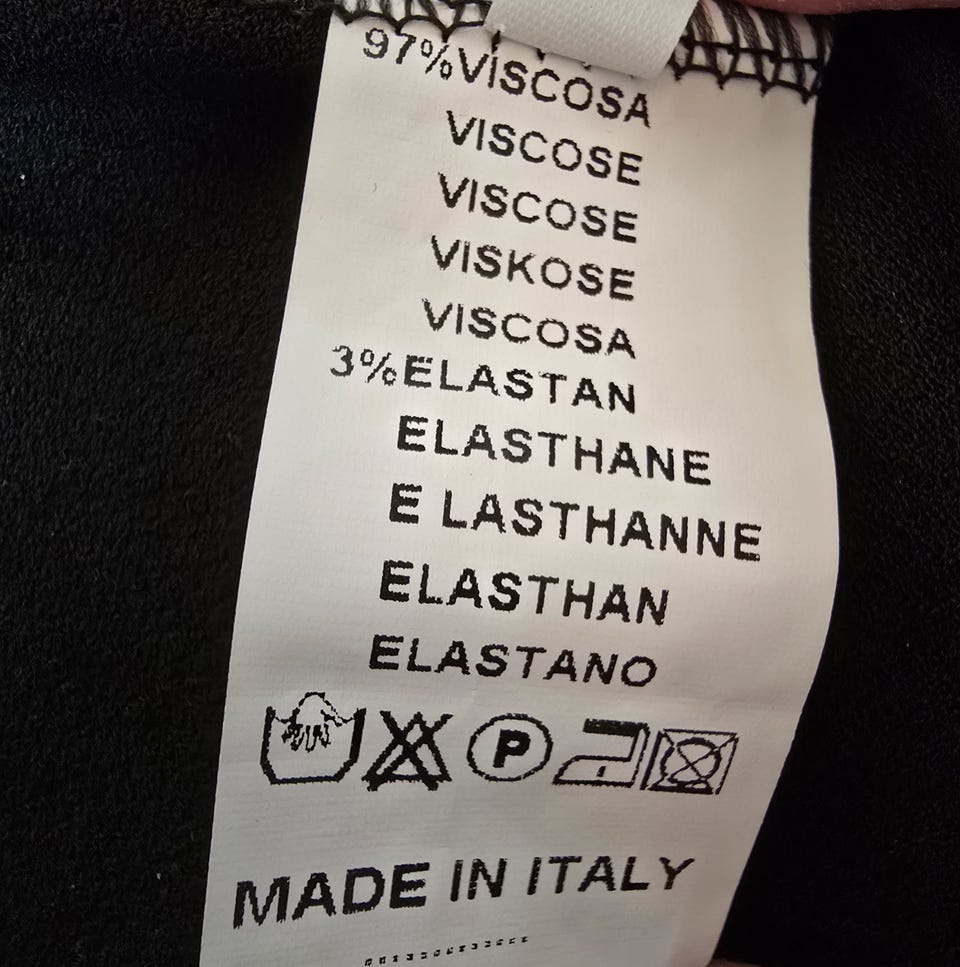 97%VISCOSA
VISCOSE
VISCOSE
VISKOSE
VISCOSA
3%ELASTAN
ELASTHANE
E LASTHANNE
ELASTHAN
ELASTANO
P
MADE IN ITALY